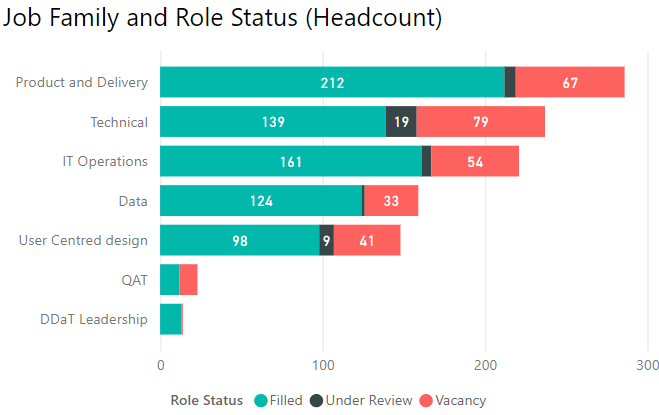 Job Family and Role Status (Headcount)
Product and Delivery 212 67
Technical 139 19 79
IT Operations 161 54
Data 124 33
User Centred design 98 9 41
QAT
DDaT Leadership
0 100 200 300
Role Status Filled Under Review Vacancy